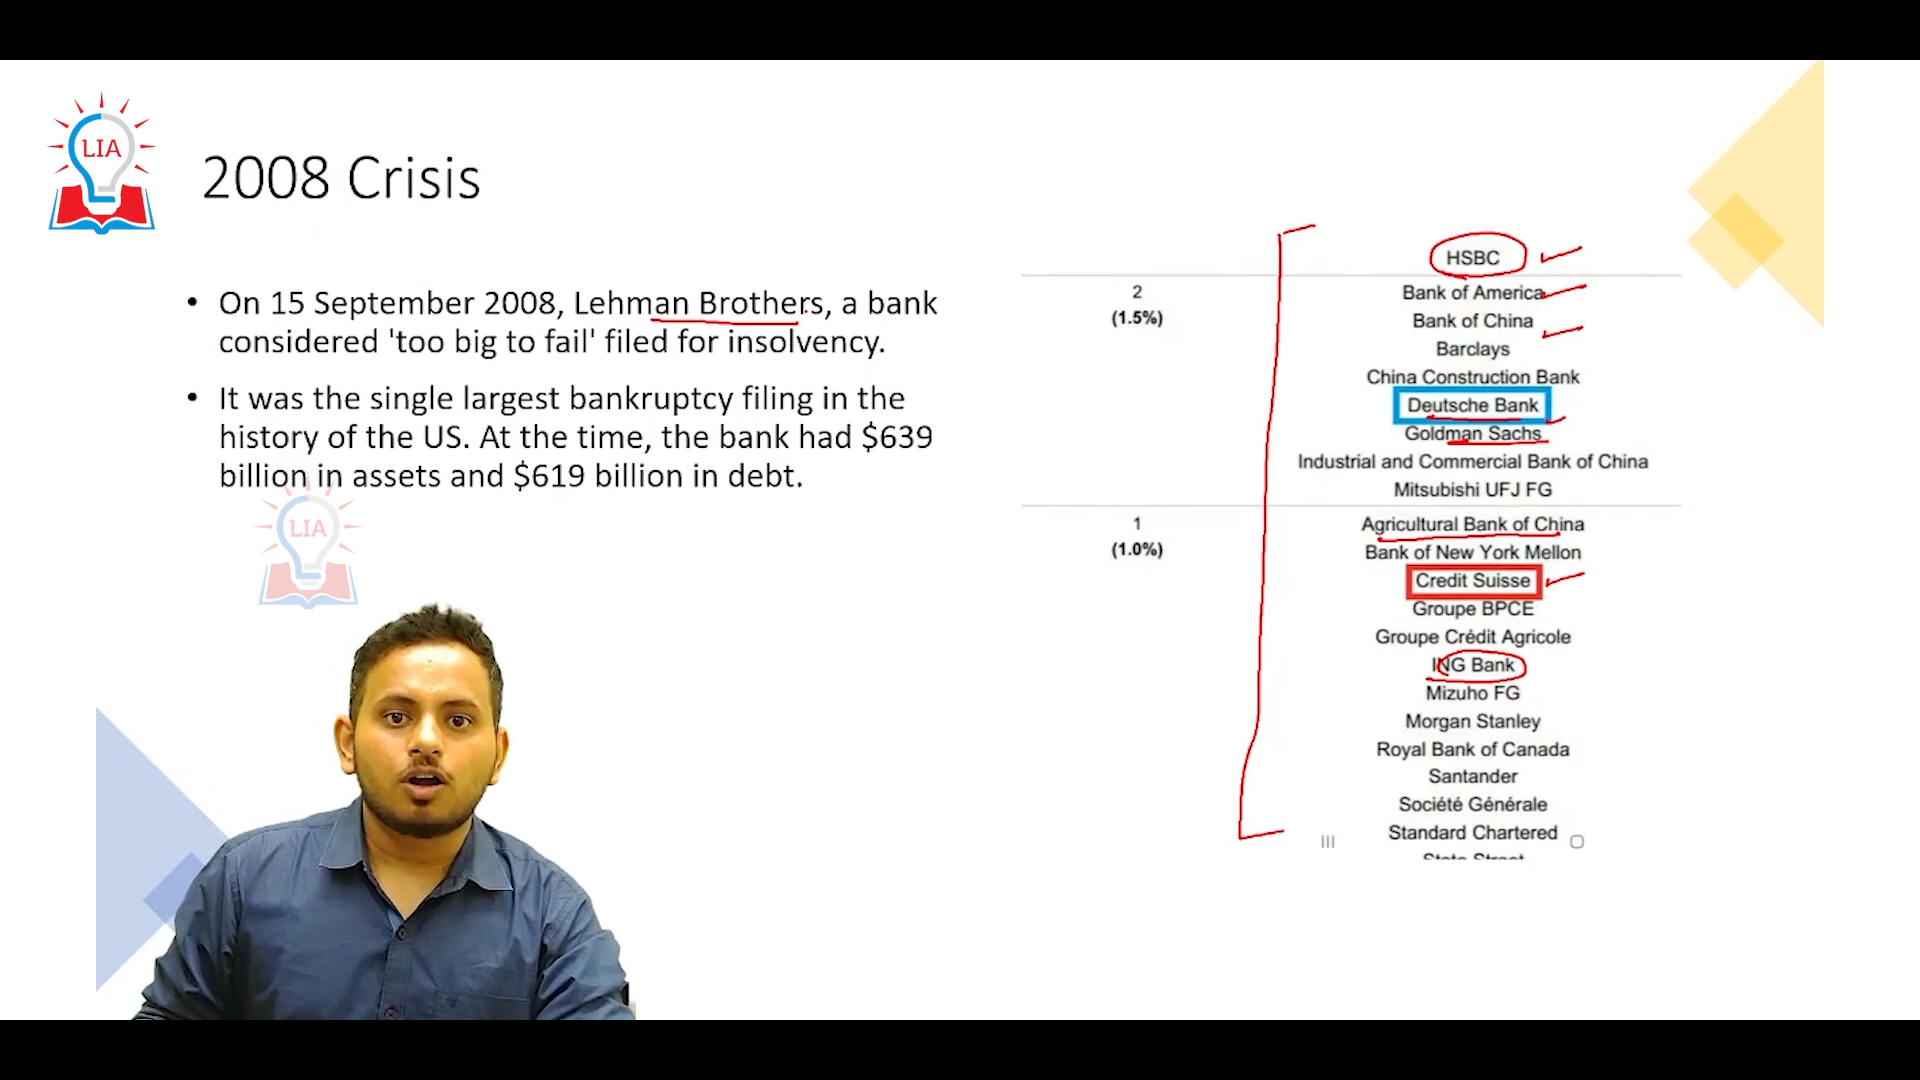 LIA
2008 Crisis
• On 15 September 2008, Lehman Brothers, a bank
considered 'too big to fail' filed for insolvency.
• It was the single largest bankruptcy filing in the
history of the US. At the time, the bank had $639
billion in assets and $619 billion in debt.
LIA
HSBC
2
(1.5%)
Bank of America
Bank of China
Barclays
China Construction Bank
Deutsche Bank
Goldman Sachs
Industrial and Commercial Bank of China
Mitsubishi UFJ FG
1
(1.0%)
Agricultural Bank of China
Bank of New York Mellon
Credit Suisse
Groupe BPCE
Groupe Crédit Agricole
ING Bank
Mizuho FG
Morgan Stanley
Royal Bank of Canada
Santander
Société Générale
Standard Chartered
State Street